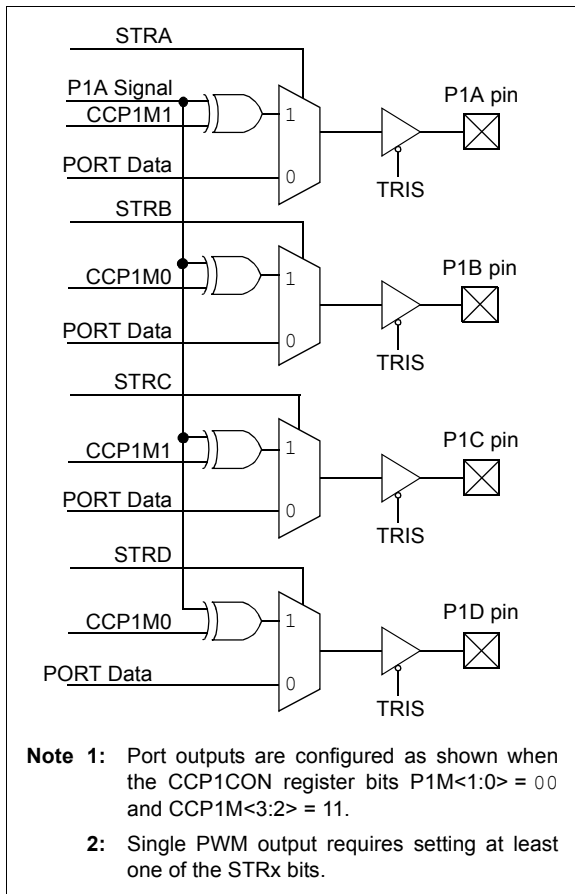 STRA
P1A Signal
CCP1M1
1
P1A pin
PORT Data
0
TRIS
STRB
CCP1M0
1
P1B pin
PORT Data
0
TRIS
STRC
CCP1M1
1
P1C pin
PORT Data
0
TRIS
STRD
CCP1M0
1
P1D pin
PORT Data
0
TRIS
Note 1: Port outputs are configured as shown when
the CCP1CON register bits P1M<1:0> = 00
and CCP1M<3:2> = 11.
2: Single PWM output requires setting at least
one of the STRx bits.